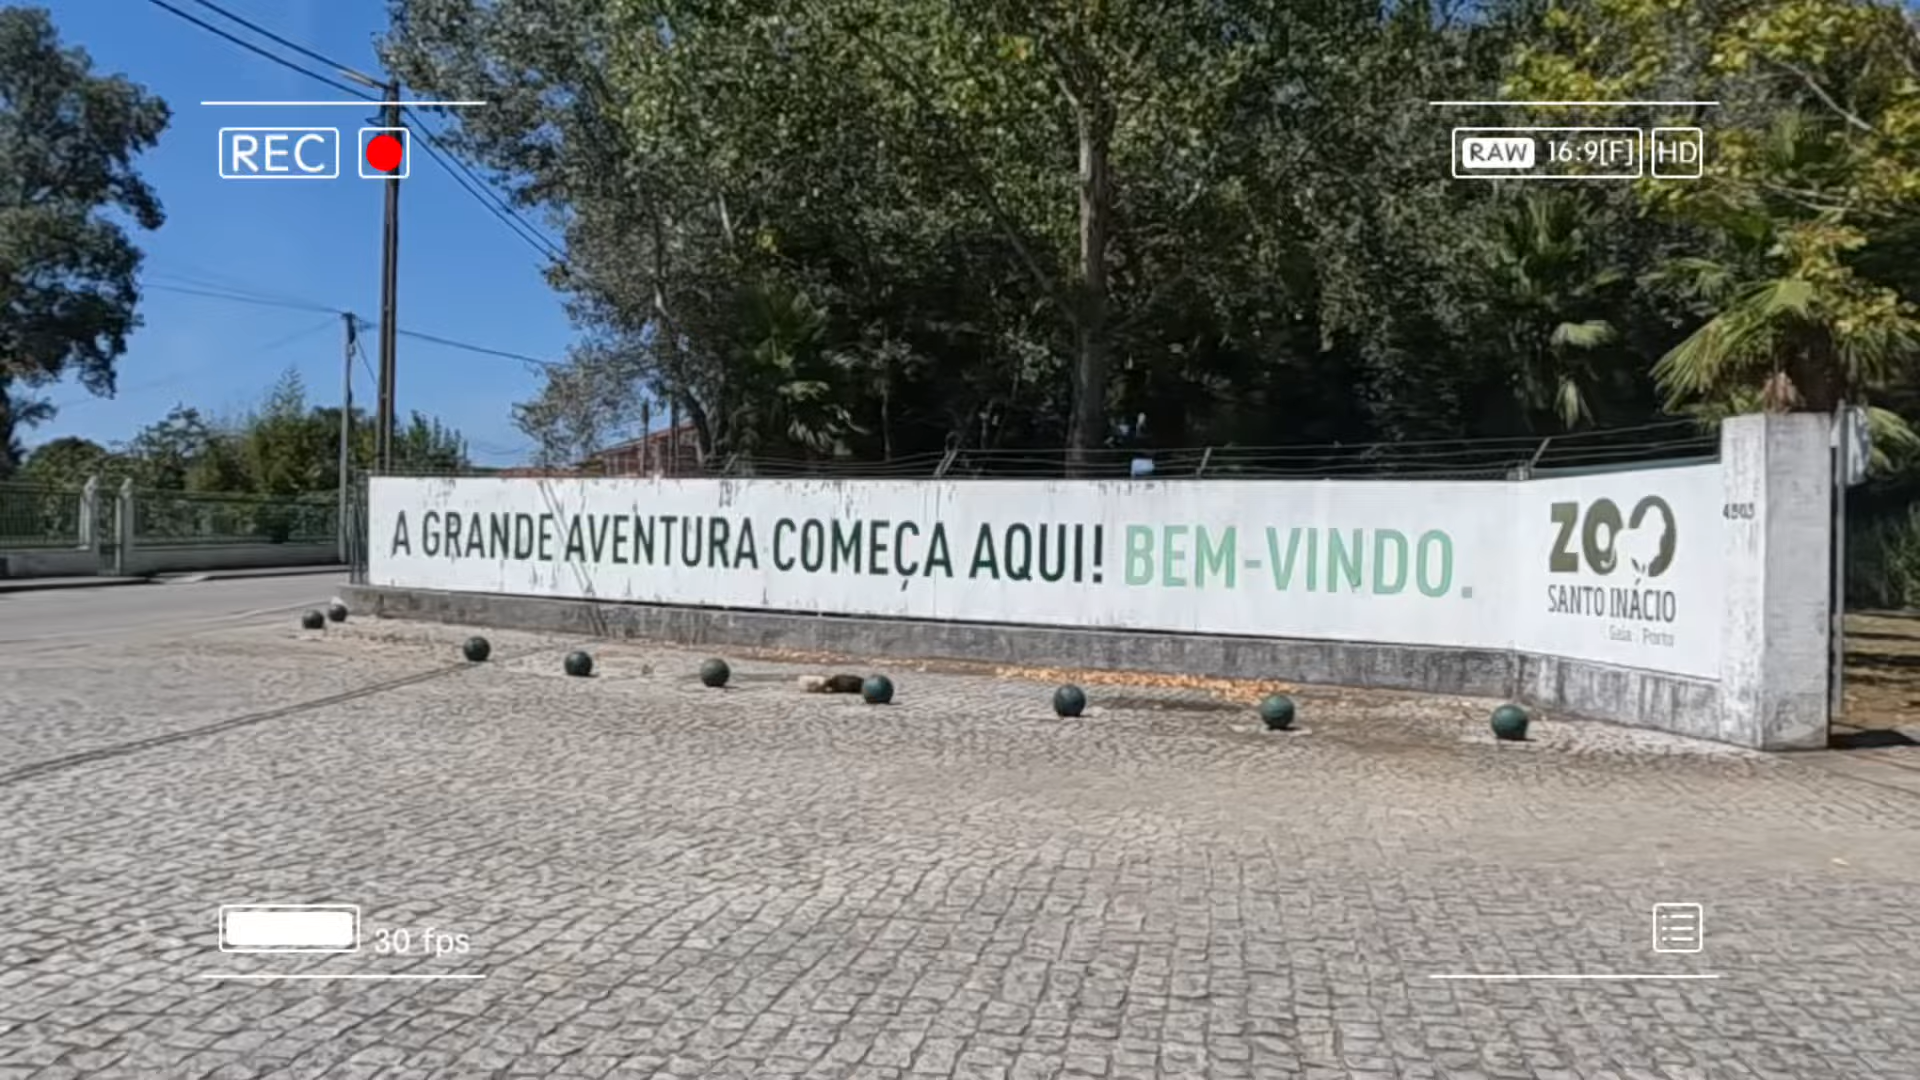 REC
RAW 16:9[F] HD
A GRANDE AVENTURA COMEÇA AQUI! BEM-VINDO.
ZOO
SANTO INÁCIO
Gaia . Porto
30 fps